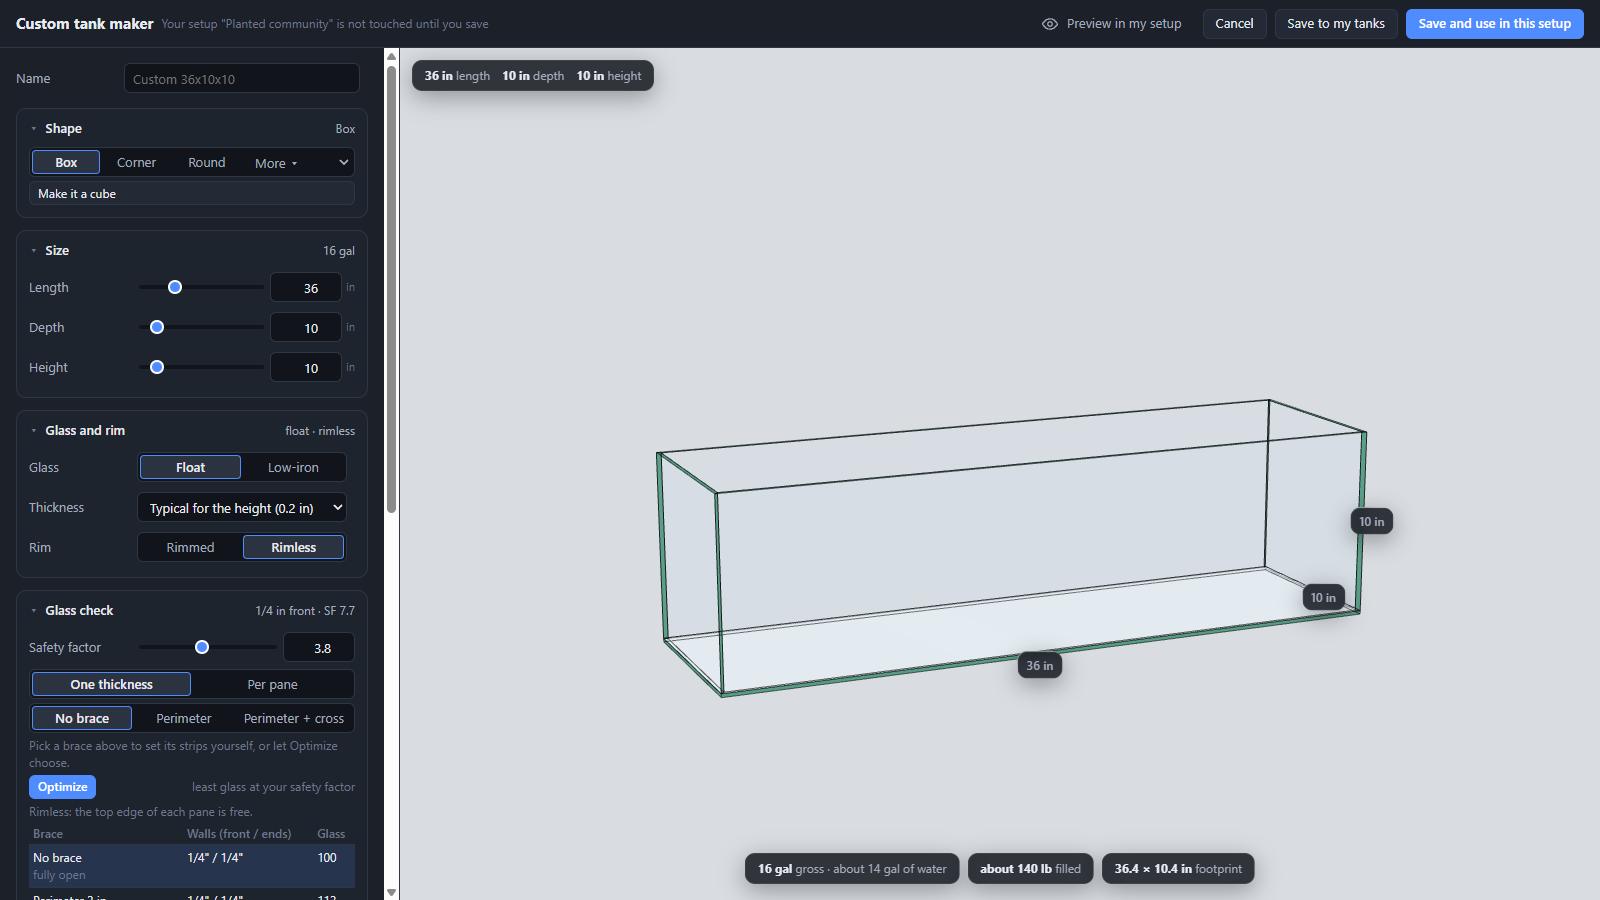 Custom tank maker Your setup "Planted community" is not touched until you save
Preview in my setup Cancel Save to my tanks Save and use in this setup
Name Custom 36x10x10
Shape Box
Box Corner Round More
Make it a cube
Size 16 gal
Length 36 in
Depth 10 in
Height 10 in
Glass and rim float · rimless
Glass Float Low-iron
Thickness Typical for the height (0.2 in)
Rim Rimmed Rimless
Glass check 1/4 in front · SF 7.7
Safety factor 3.8
One thickness Per pane
No brace Perimeter Perimeter + cross
Pick a brace above to set its strips yourself, or let Optimize
choose.
Optimize least glass at your safety factor
Rimless: the top edge of each pane is free.
Brace Walls (front / ends) Glass
No brace 1/4" / 1/4" 100
fully open
36 in length 10 in depth 10 in height
10 in
10 in
36 in
16 gal gross · about 14 gal of water about 140 lb filled 36.4 × 10.4 in footprint